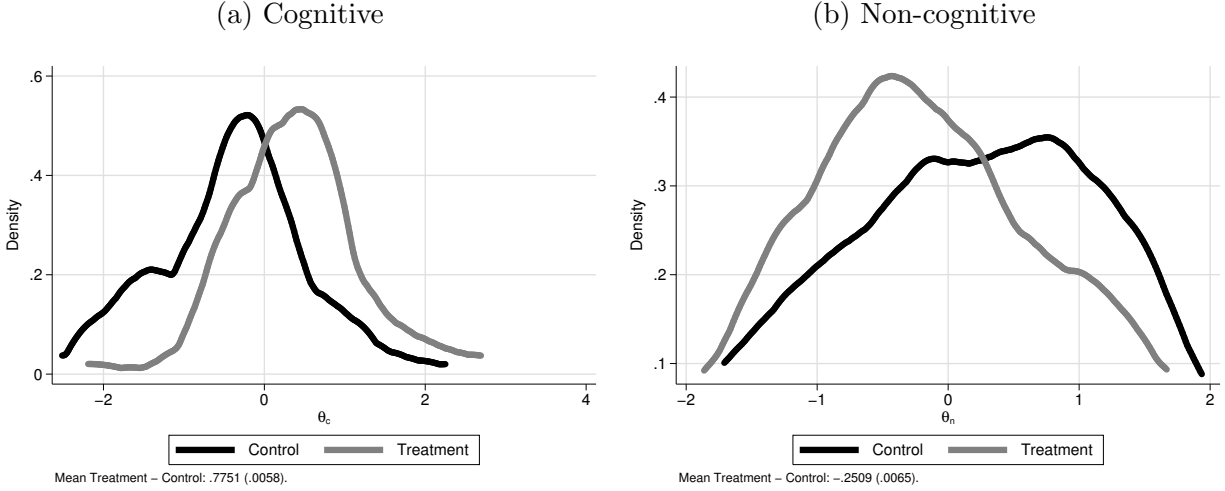 (a) Cognitive
.6
.4
.2
0
Density
−2 0 2 4
θc
Control Treatment
Mean Treatment − Control: .7751 (.0058).
(b) Non-cognitive
.4
.3
.2
.1
Density
−2 −1 0 1 2
θn
Control Treatment
Mean Treatment − Control: −.2509 (.0065).